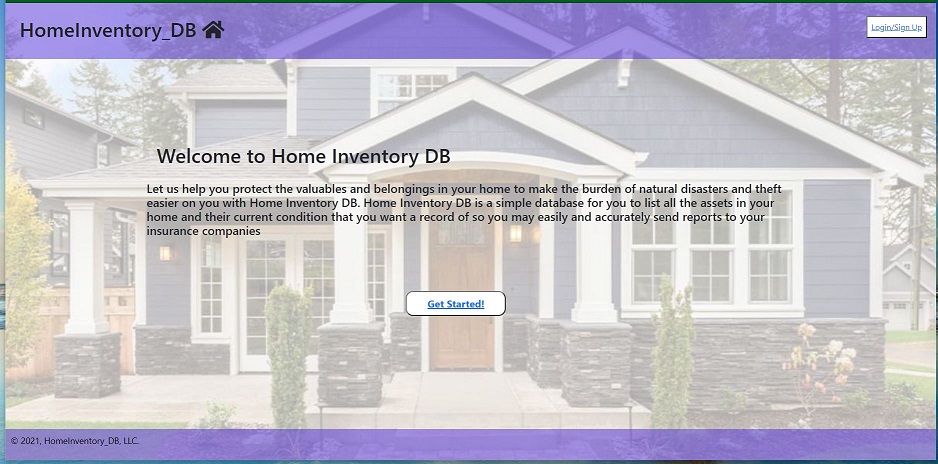 HomeInventory_DB
Login/Sign Up
Welcome to Home Inventory DB
Let us help you protect the valuables and belongings in your home to make the burden of natural disasters and theft
easier on you with Home Inventory DB. Home Inventory DB is a simple database for you to list all the assets in your
home and their current condition that you want a record of so you may easily and accurately send reports to your
insurance companies
Get Started!
© 2021, HomeInventory_DB, LLC.